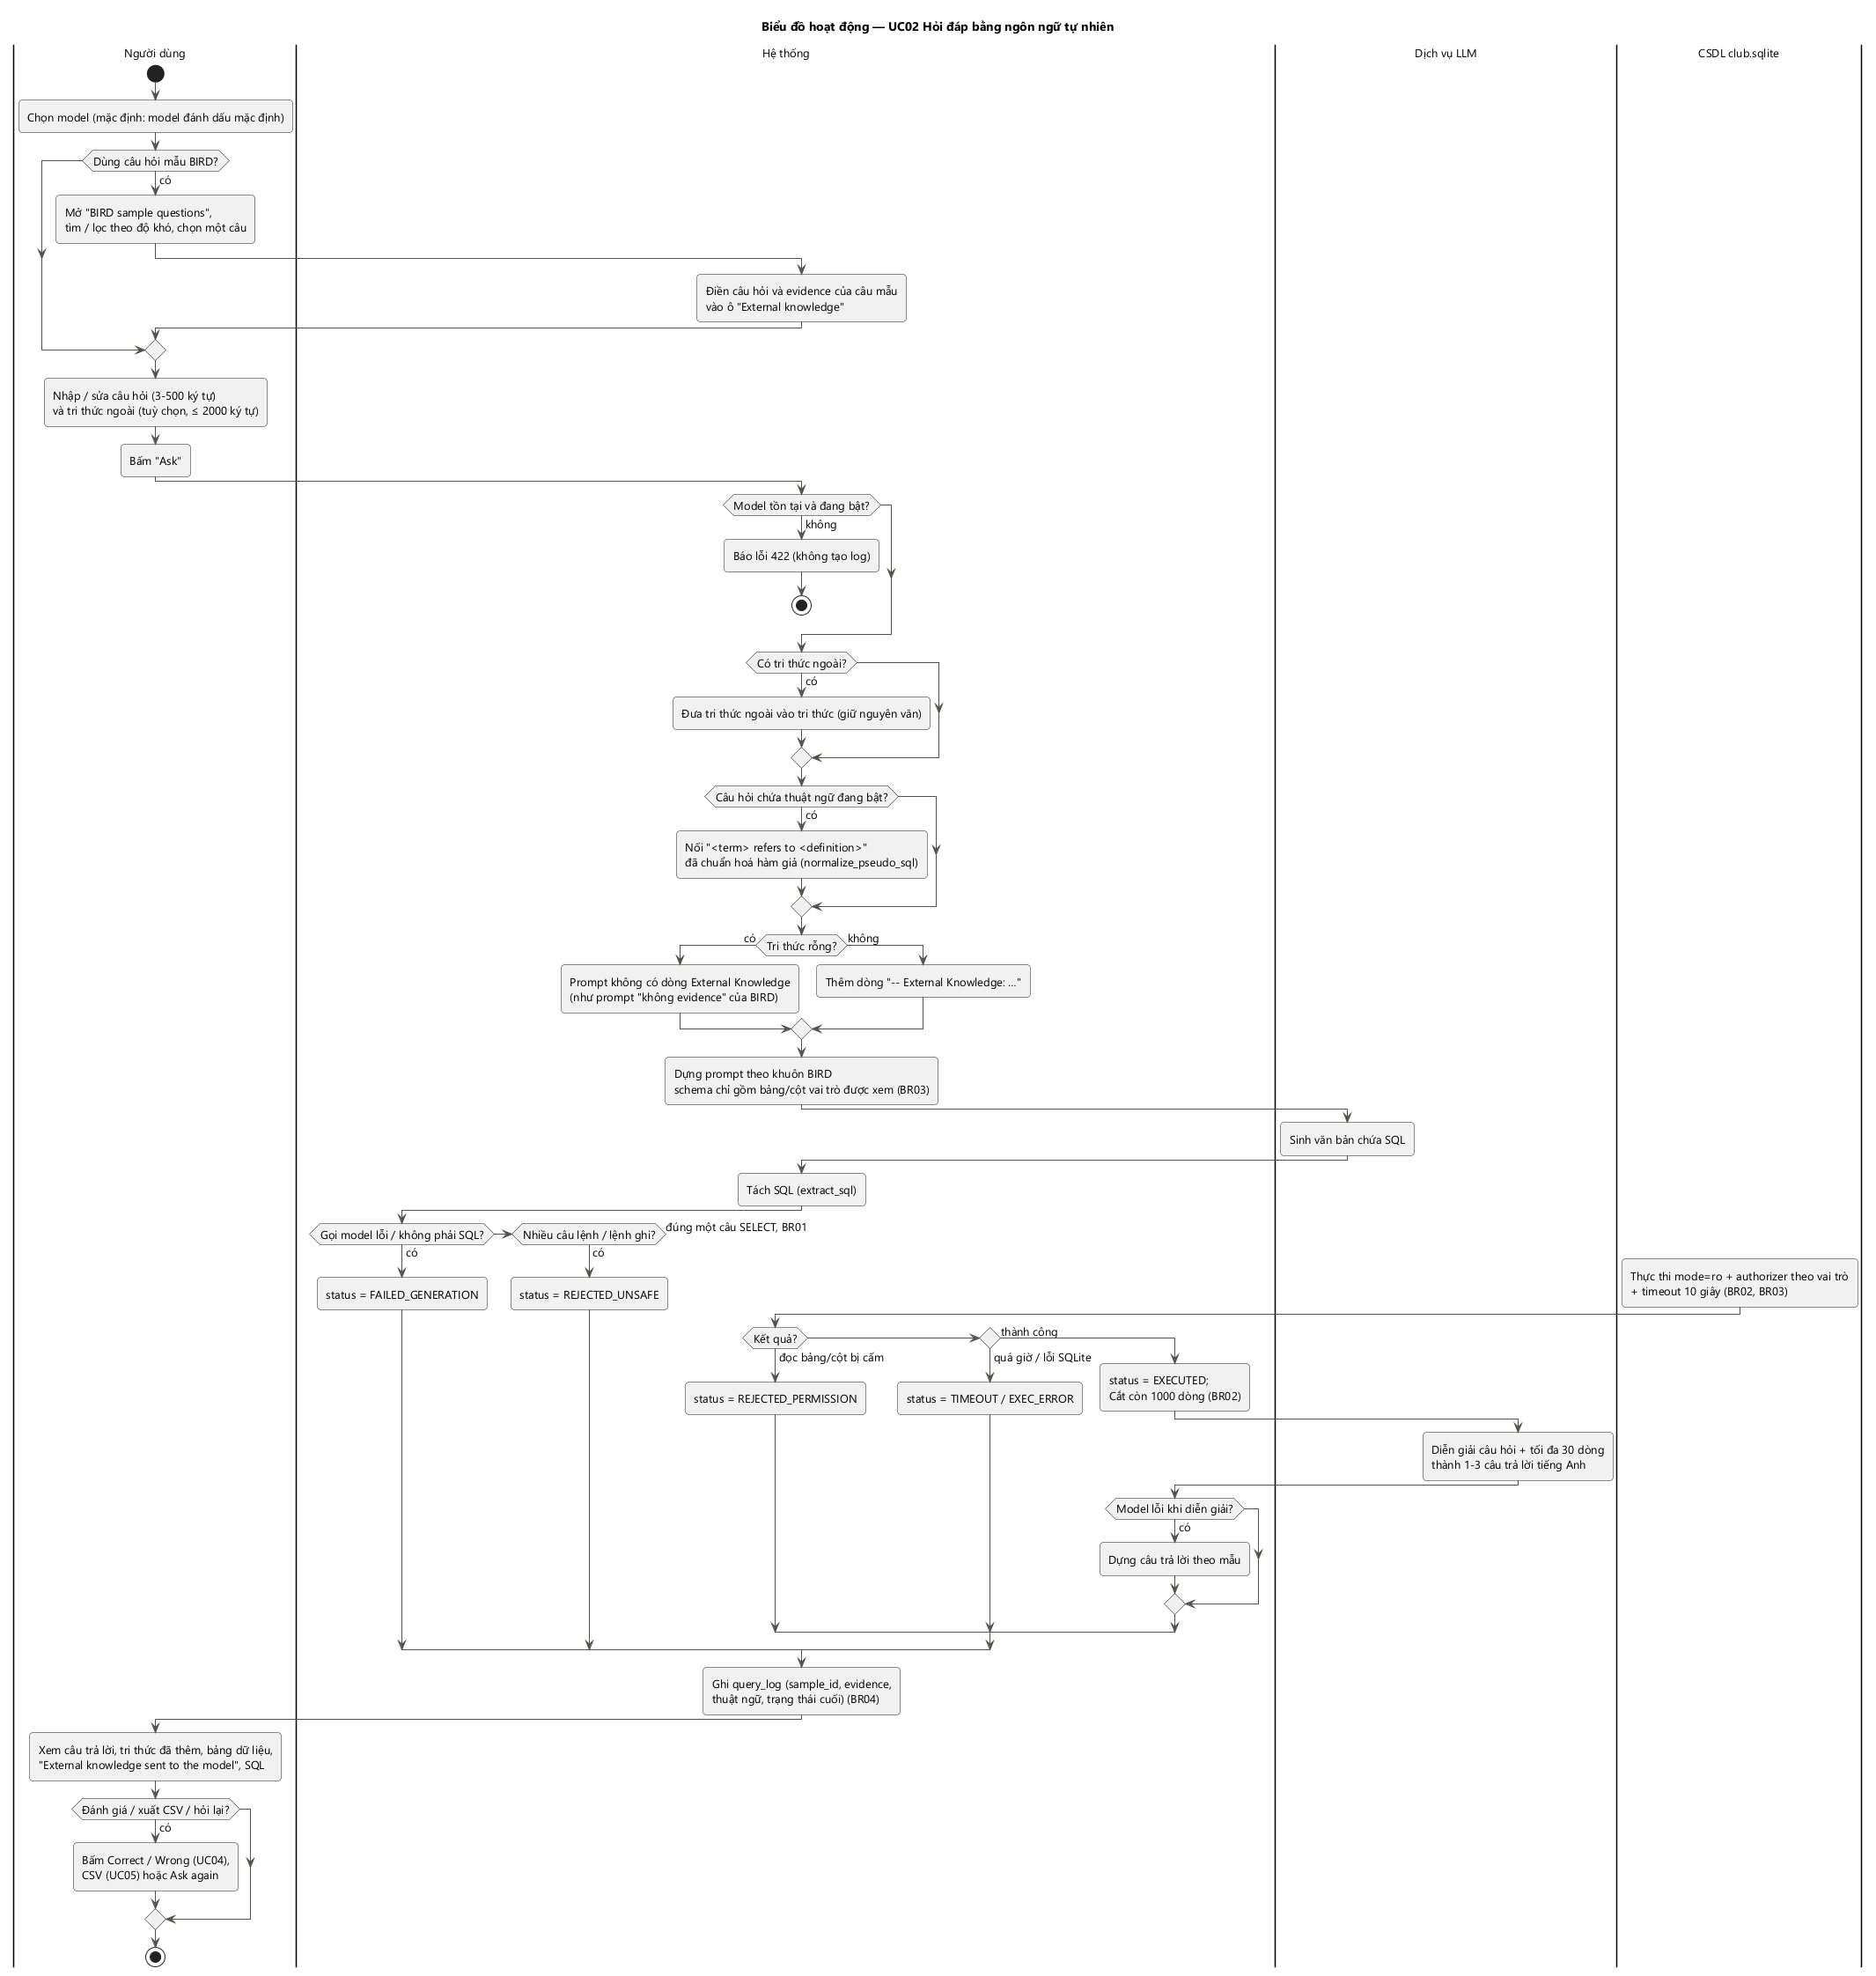 Biểu đồ hoạt động — UC02 Hỏi đáp bằng ngôn ngữ tự nhiên
Người dùng
Hệ thống
Dịch vụ LLM
CSDL club.sqlite
Chọn model (mặc định: model đánh dấu mặc định)
Dùng câu hỏi mẫu BIRD?
có
Mở "BIRD sample questions",
tìm / lọc theo độ khó, chọn một câu
Điền câu hỏi và evidence của câu mẫu
vào ô "External knowledge"
Nhập / sửa câu hỏi (3-500 ký tự)
và tri thức ngoài (tuỳ chọn, ≤ 2000 ký tự)
Bấm "Ask"
Model tồn tại và đang bật?
không
Báo lỗi 422 (không tạo log)
Có tri thức ngoài?
có
Đưa tri thức ngoài vào tri thức (giữ nguyên văn)
Câu hỏi chứa thuật ngữ đang bật?
có
Nối "<term> refers to <definition>"
đã chuẩn hoá hàm giả (normalize_pseudo_sql)
có
Tri thức rỗng?
không
Prompt không có dòng External Knowledge
(như prompt "không evidence" của BIRD)
Thêm dòng "-- External Knowledge: ..."
Dựng prompt theo khuôn BIRD
schema chỉ gồm bảng/cột vai trò được xem (BR03)
Sinh văn bản chứa SQL
Tách SQL (extract_sql)
Gọi model lỗi / không phải SQL?
có
Nhiều câu lệnh / lệnh ghi?
có
đúng một câu SELECT, BR01
status = FAILED_GENERATION
status = REJECTED_UNSAFE
Thực thi mode=ro + authorizer theo vai trò
+ timeout 10 giây (BR02, BR03)
Kết quả?
đọc bảng/cột bị cấm
thành công
quá giờ / lỗi SQLite
status = REJECTED_PERMISSION
status = TIMEOUT / EXEC_ERROR
status = EXECUTED;
Cắt còn 1000 dòng (BR02)
Diễn giải câu hỏi + tối đa 30 dòng
thành 1-3 câu trả lời tiếng Anh
Model lỗi khi diễn giải?
có
Dựng câu trả lời theo mẫu
Ghi query_log (sample_id, evidence,
thuật ngữ, trạng thái cuối) (BR04)
Xem câu trả lời, tri thức đã thêm, bảng dữ liệu,
"External knowledge sent to the model", SQL
Đánh giá / xuất CSV / hỏi lại?
có
Bấm Correct / Wrong (UC04),
CSV (UC05) hoặc Ask again